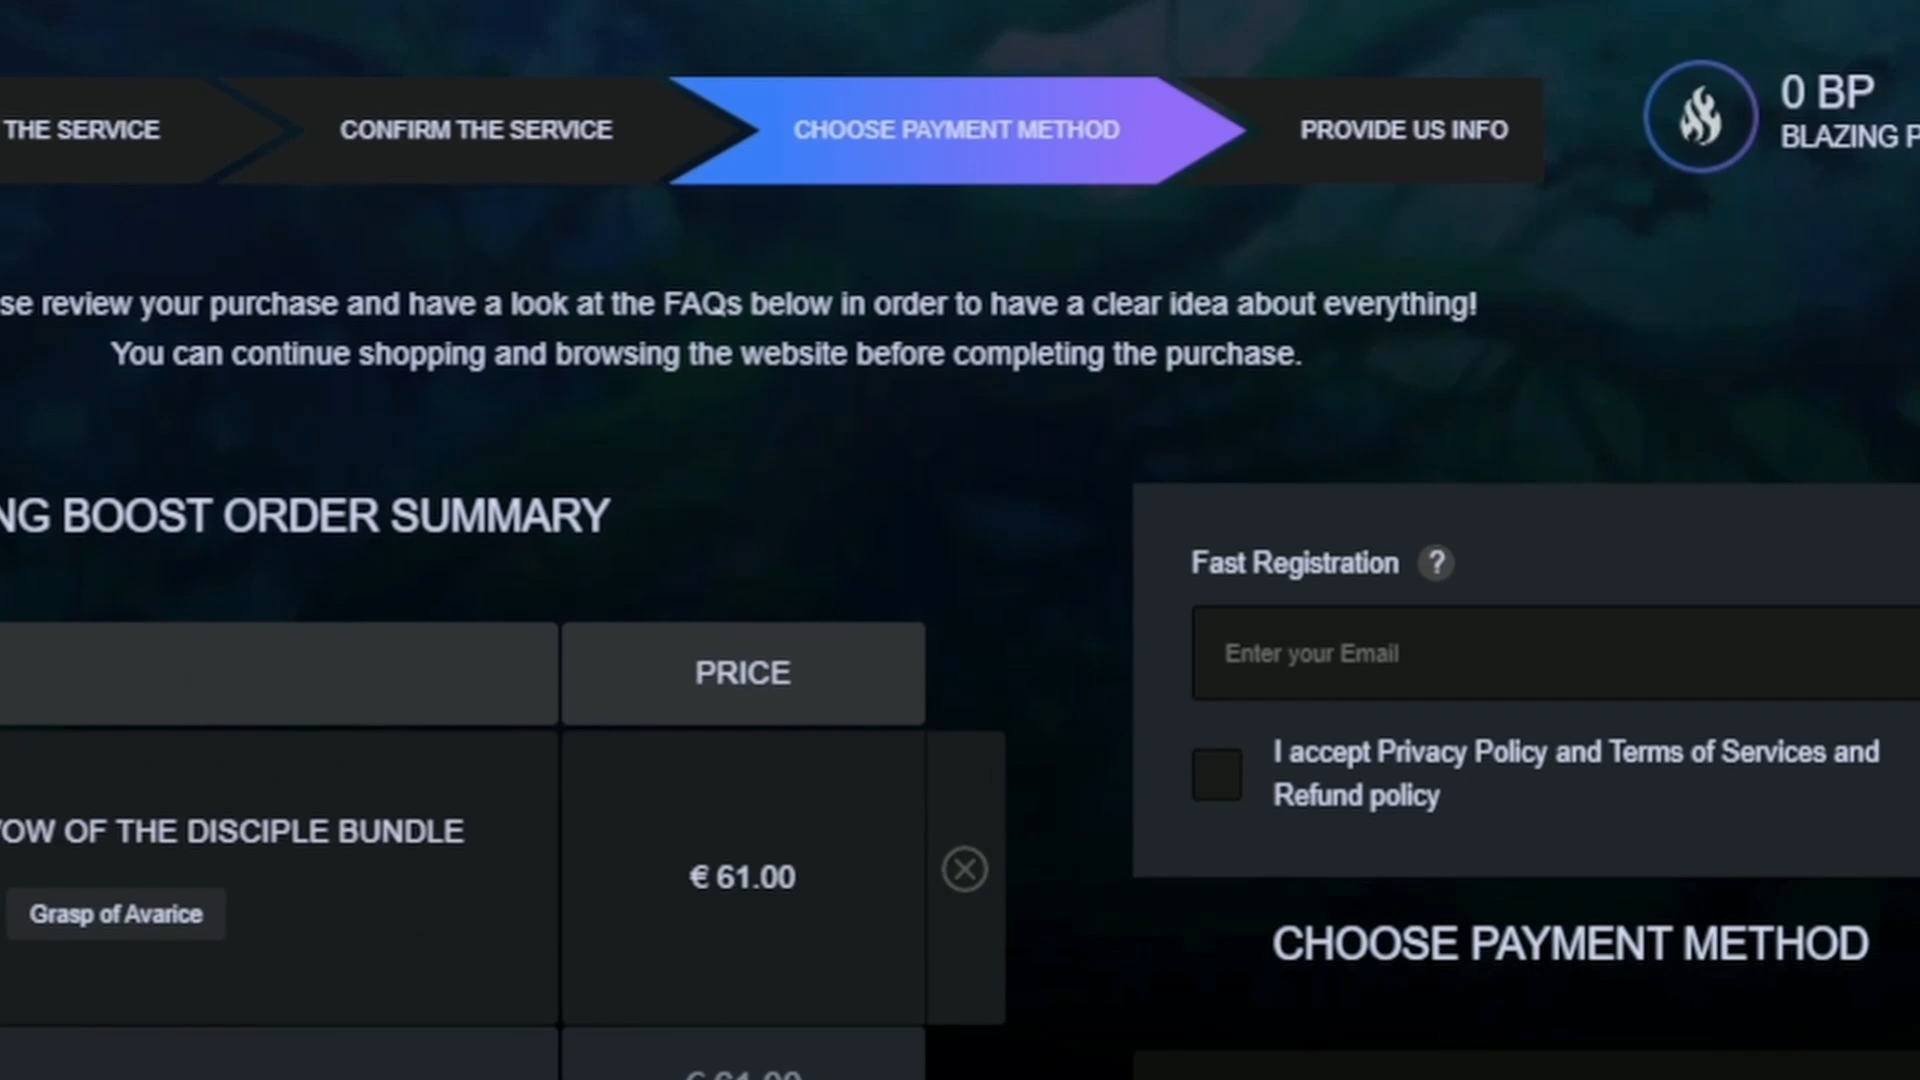 THE SERVICE
CONFIRM THE SERVICE
CHOOSE PAYMENT METHOD
PROVIDE US INFO
0 BP
BLAZING
review your purchase and have a look at the FAQs below in order to have a clear idea about everything!
You can continue shopping and browsing the website before completing the purchase.
BOOST ORDER SUMMARY
PRICE
OF THE DISCIPLE BUNDLE
Grasp of Avarice
€ 61.00
€ 61.00
Fast Registration ?
Enter your Email
I accept Privacy Policy and Terms of Services and
Refund policy
CHOOSE PAYMENT METHOD